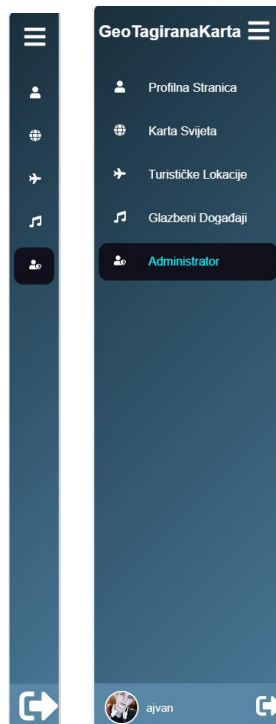 GeoTagiranaKarta
Profilna Stranica
Karta Svijeta
Turističke Lokacije
Glazbeni Događaji
Administrator
ajvan